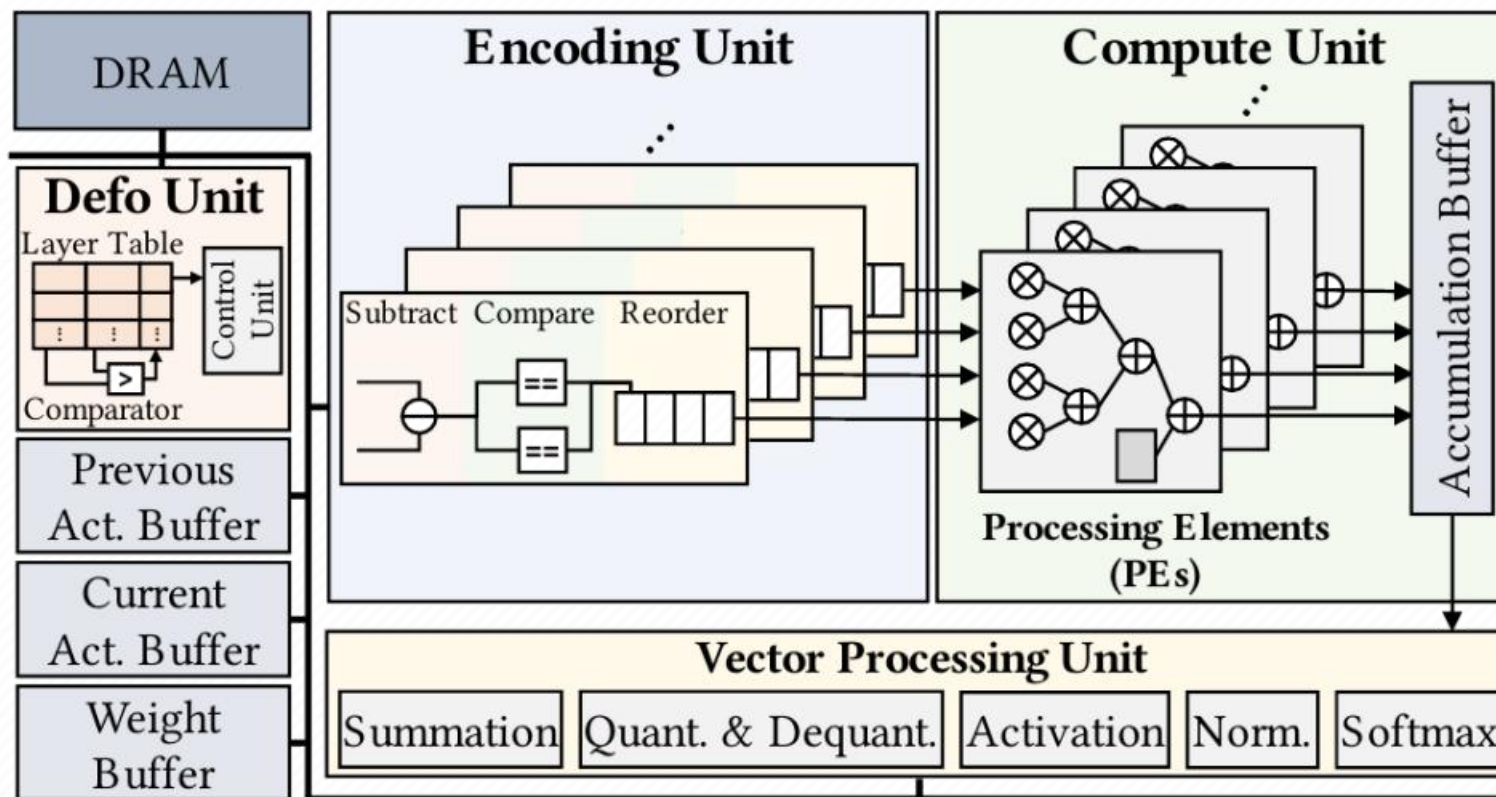 DRAM
Defo Unit
Layer Table
Control
Unit
⋮ ⋮ ⋮
>
Comparator
Previous
Act. Buffer
Current
Act. Buffer
Weight
Buffer
Encoding Unit
Subtract Compare Reorder
==
==
Compute Unit
Processing Elements
(PEs)
Accumulation Buffer
Vector Processing Unit
Summation
Quant. & Dequant.
Activation
Norm.
Softmax